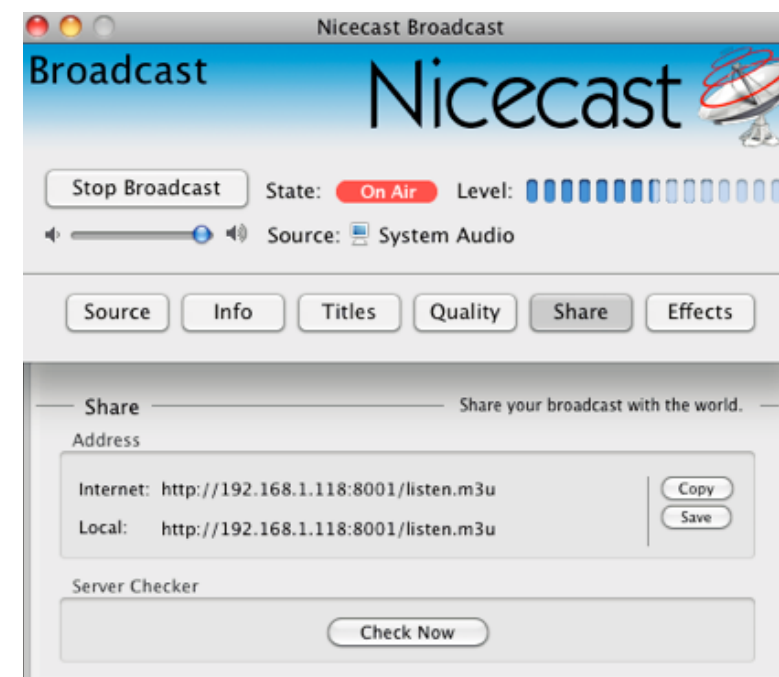 Nicecast Broadcast
Broadcast
Nicecast
Stop Broadcast State: On Air Level:
Source: System Audio
Source Info Titles Quality Share Effects
Share Share your broadcast with the world.
Address
Internet: http://192.168.1.118:8001/listen.m3u Copy
Save
Local: http://192.168.1.118:8001/listen.m3u
Server Checker
Check Now